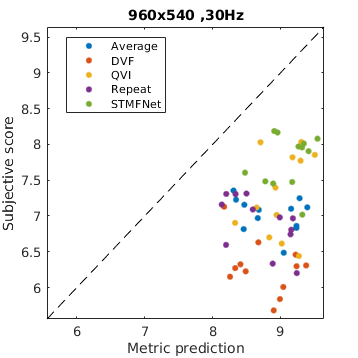 960x540 ,30Hz
Average
DVF
QVI
Repeat
STMFNet
9.5
9
8.5
8
7.5
7
6.5
6
Subjective score
6 7 8 9
Metric prediction